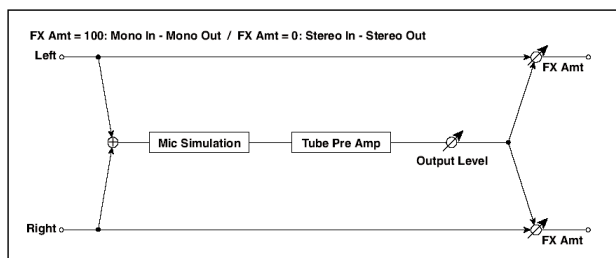 FX Amt = 100: Mono In - Mono Out / FX Amt = 0: Stereo In - Stereo Out
Left
FX Amt
Mic Simulation
Tube Pre Amp
Output Level
Right
FX Amt